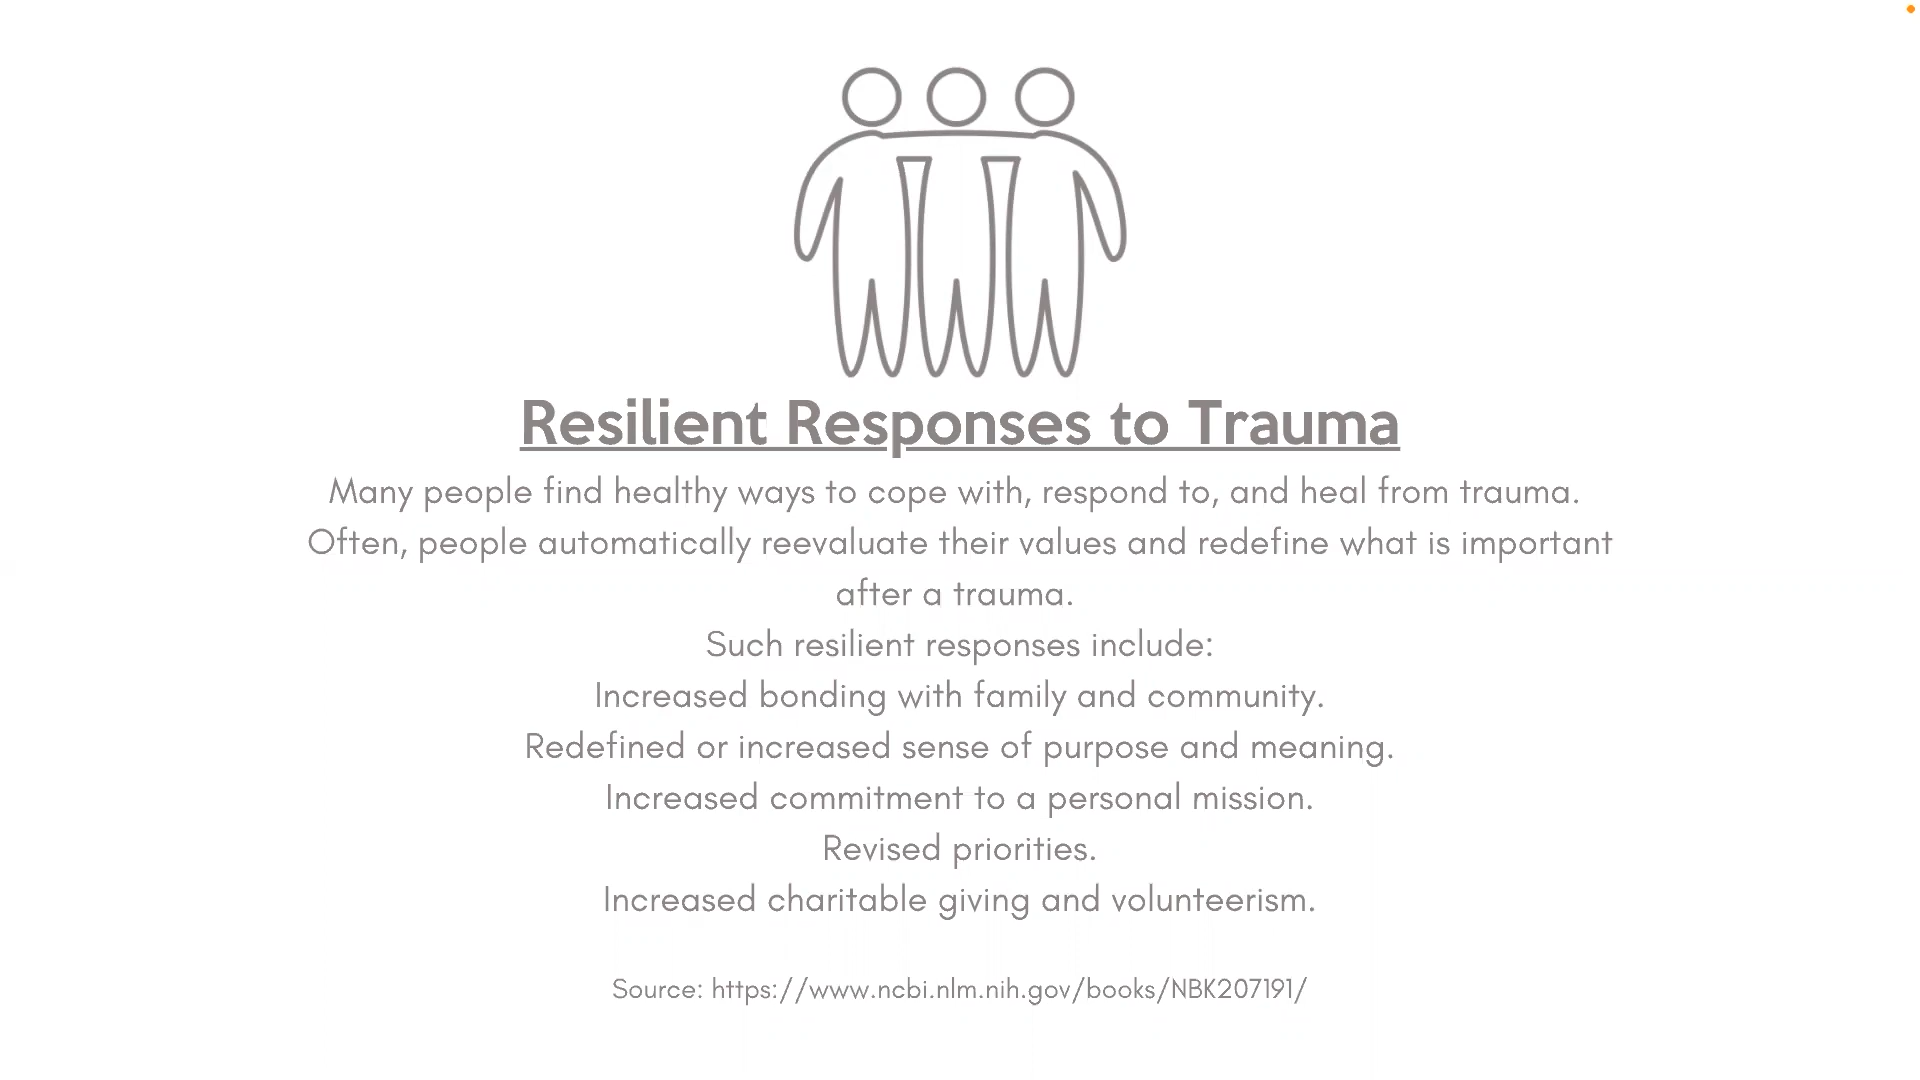 Resilient Responses to Trauma
Many people find healthy ways to cope with, respond to, and heal from trauma.
Often, people automatically reevaluate their values and redefine what is important
after a trauma.
Such resilient responses include:
Increased bonding with family and community.
Redefined or increased sense of purpose and meaning.
Increased commitment to a personal mission.
Revised priorities.
Increased charitable giving and volunteerism.
Source: https://www.ncbi.nlm.nih.gov/books/NBK207191/